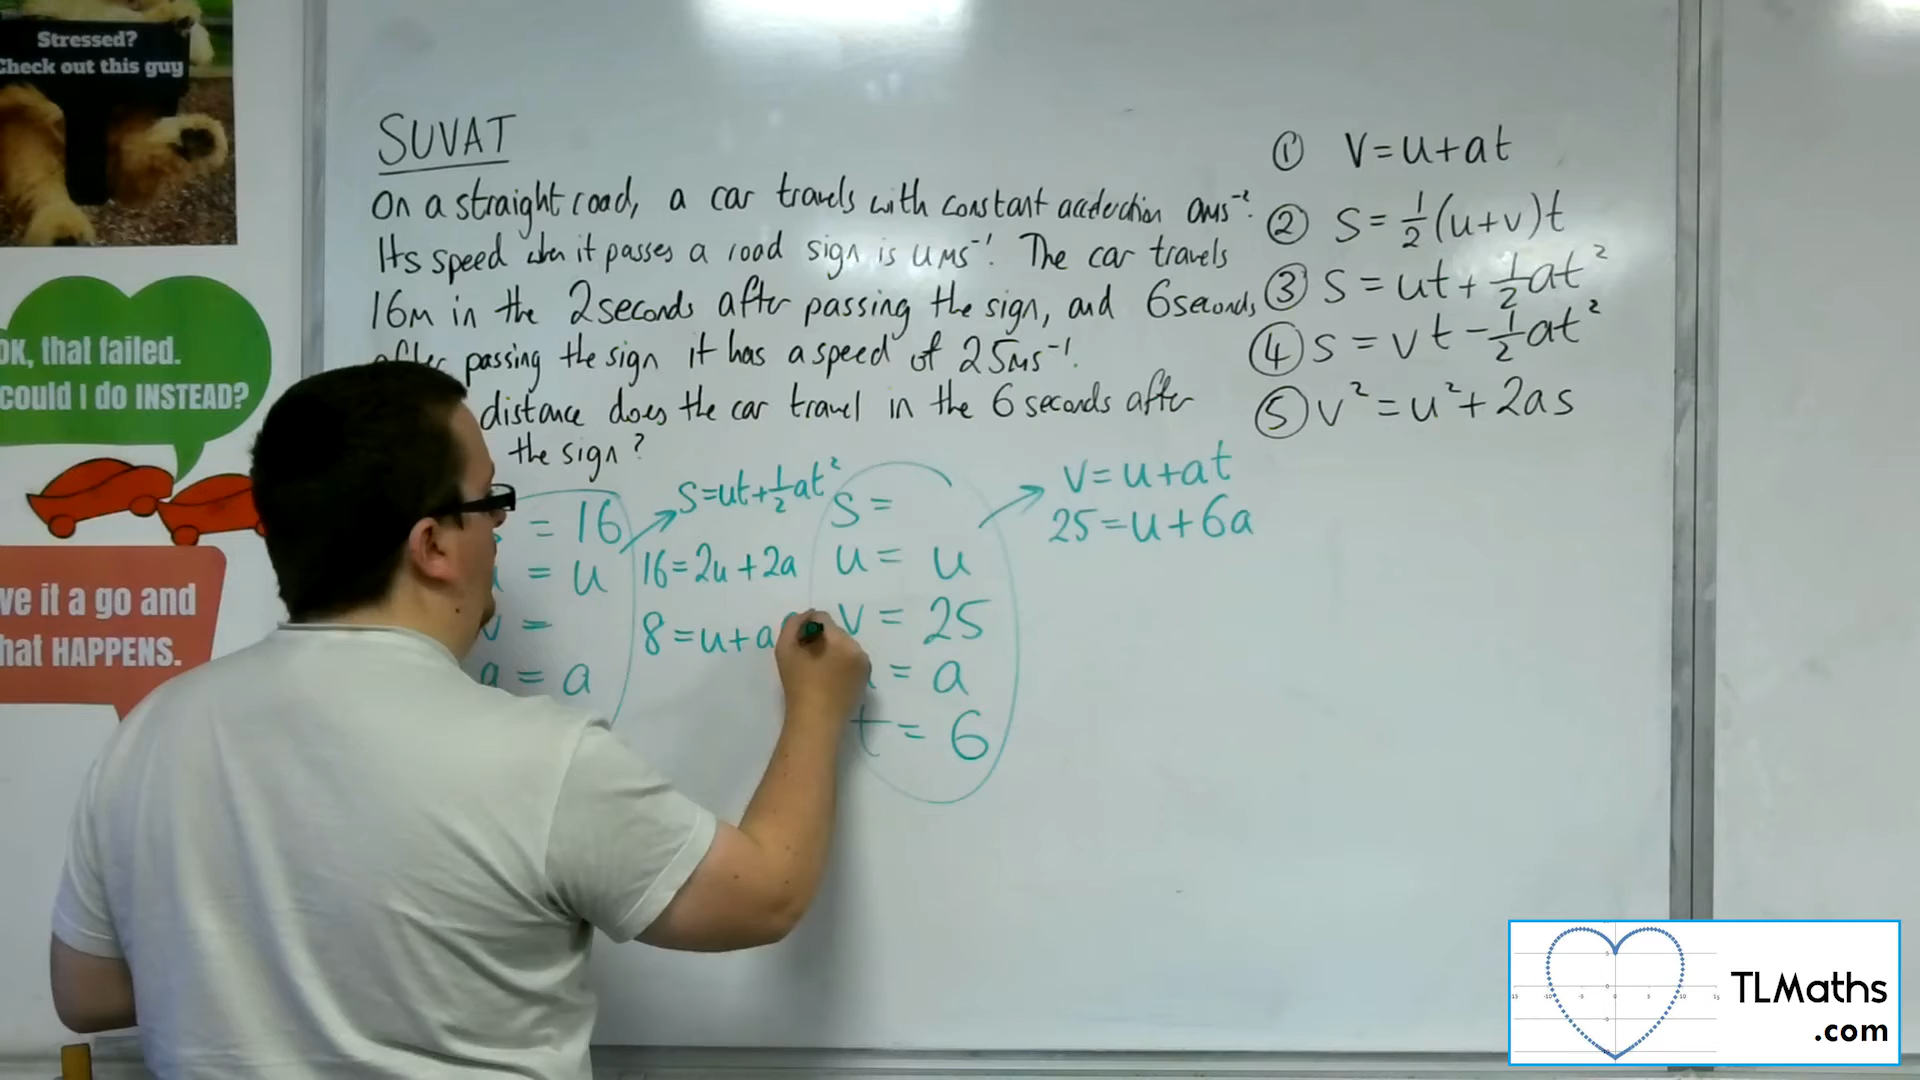 Stressed?
Check out this guy
OK, that failed.
could I do INSTEAD?
ve it a go and
hat HAPPENS.
SUVAT
On a straight road, a car travels with constant acceleration ams⁻².
Its speed when it passes a road sign is ums⁻¹. The car travels
16m in the 2seconds after passing the sign, and 6seconds
after passing the sign it has a speed of 25ms⁻¹.
distance does the car travel in the 6 seconds after
the sign?
① v=u+at
② s=½(u+v)t
③ s=ut+½at²
④ s=vt-½at²
⑤ v²=u²+2as
= 16
= u
v =
a = a
s=ut+½at²
16=2u+2a
8=u+a
s =
u = u
v = 25
= a
t = 6
v=u+at
25=u+6a
TLMaths
.com